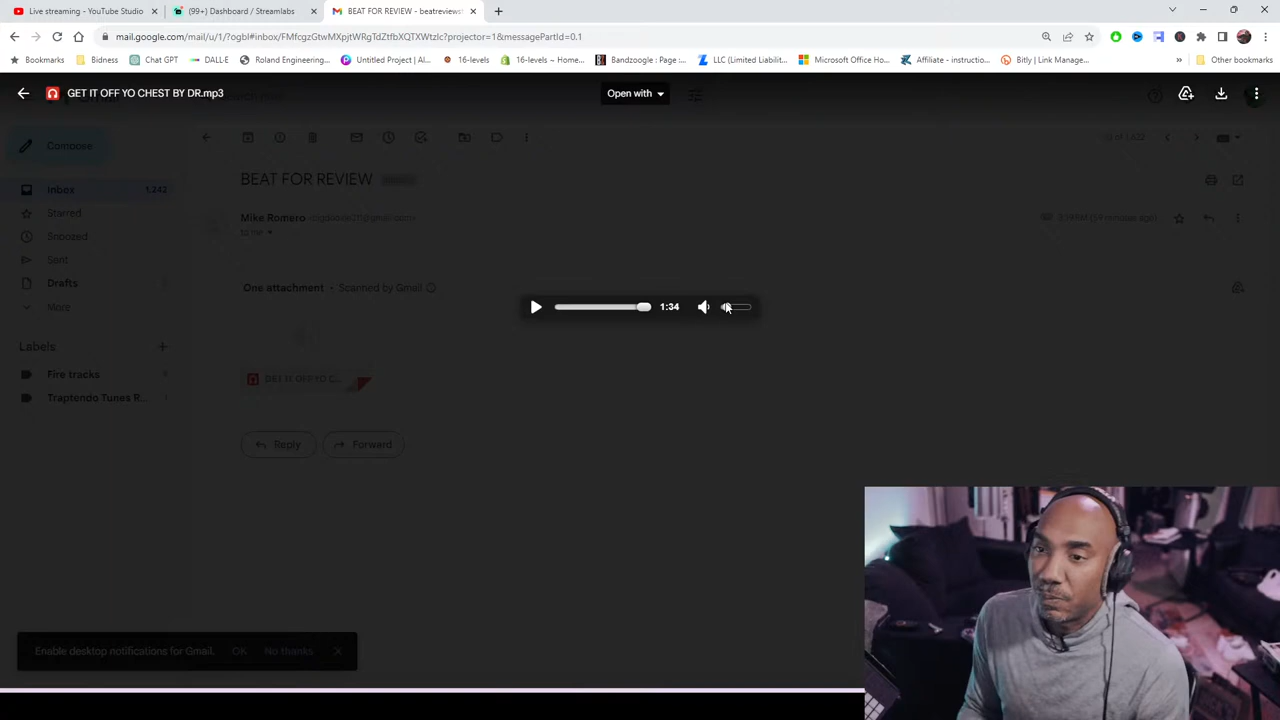 Live streaming - YouTube Studio
(99+) Dashboard / Streamlabs
BEAT FOR REVIEW - beatreviews
mail.google.com/mail/u/1/?ogbl#inbox/FMfcgzGtwMXpjtWRgTdZtfbXQTXWtzlc?projector=1&messagePartId=0.1
Bookmarks
Bidness
Chat GPT
DALL-E
Roland Engineering...
Untitled Project | Al...
16-levels
16-levels ~ Home...
Bandzoogle : Page :...
LLC (Limited Liabilit...
Microsoft Office Ho...
Affiliate - instructio...
Bitly | Link Manage...
Other bookmarks
GET IT OFF YO CHEST BY DR.mp3
Open with
Compose
Inbox 1,242
BEAT FOR REVIEW
Starred
Mike Romero
Snoozed
Sent
Drafts
One attachment • Scanned by Gmail
1:34
More
Labels
Fire tracks
GET IT OFF YO C...
Traptendo Tunes R...
Reply
Forward
Enable desktop notifications for Gmail. OK No thanks